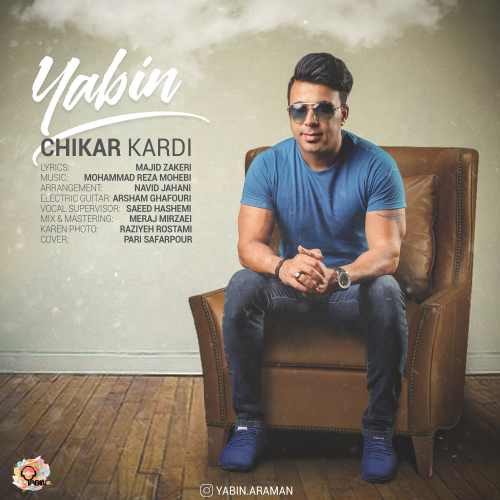 Yabin
CHIKAR KARDI
LYRICS: MAJID ZAKERI
MUSIC: MOHAMMAD REZA MOHEBI
ARRANGEMENT: NAVID JAHANI
ELECTRIC GUITAR: ARSHAM GHAFOURI
VOCAL SUPERVISOR: SAEED HASHEMI
MIX & MASTERING: MERAJ MIRZAEI
KAREN PHOTO: RAZIYEH ROSTAMI
COVER: PARI SAFARPOUR
YABIN.ARAMAN